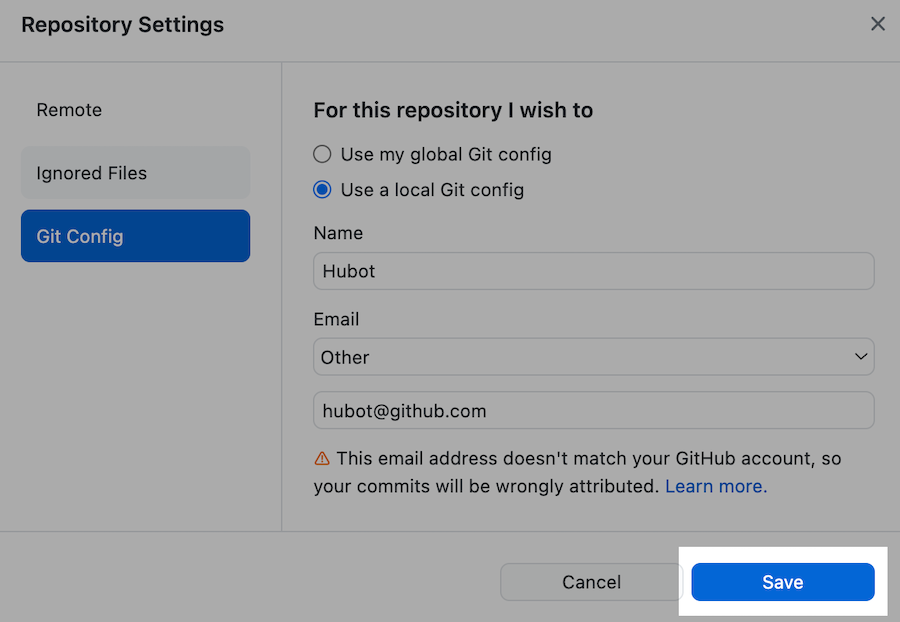 Repository Settings
Remote
Ignored Files
Git Config
For this repository I wish to
Use my global Git config
Use a local Git config
Name
Hubot
Email
Other
hubot@github.com
This email address doesn't match your GitHub account, so
your commits will be wrongly attributed. Learn more.
Cancel
Save